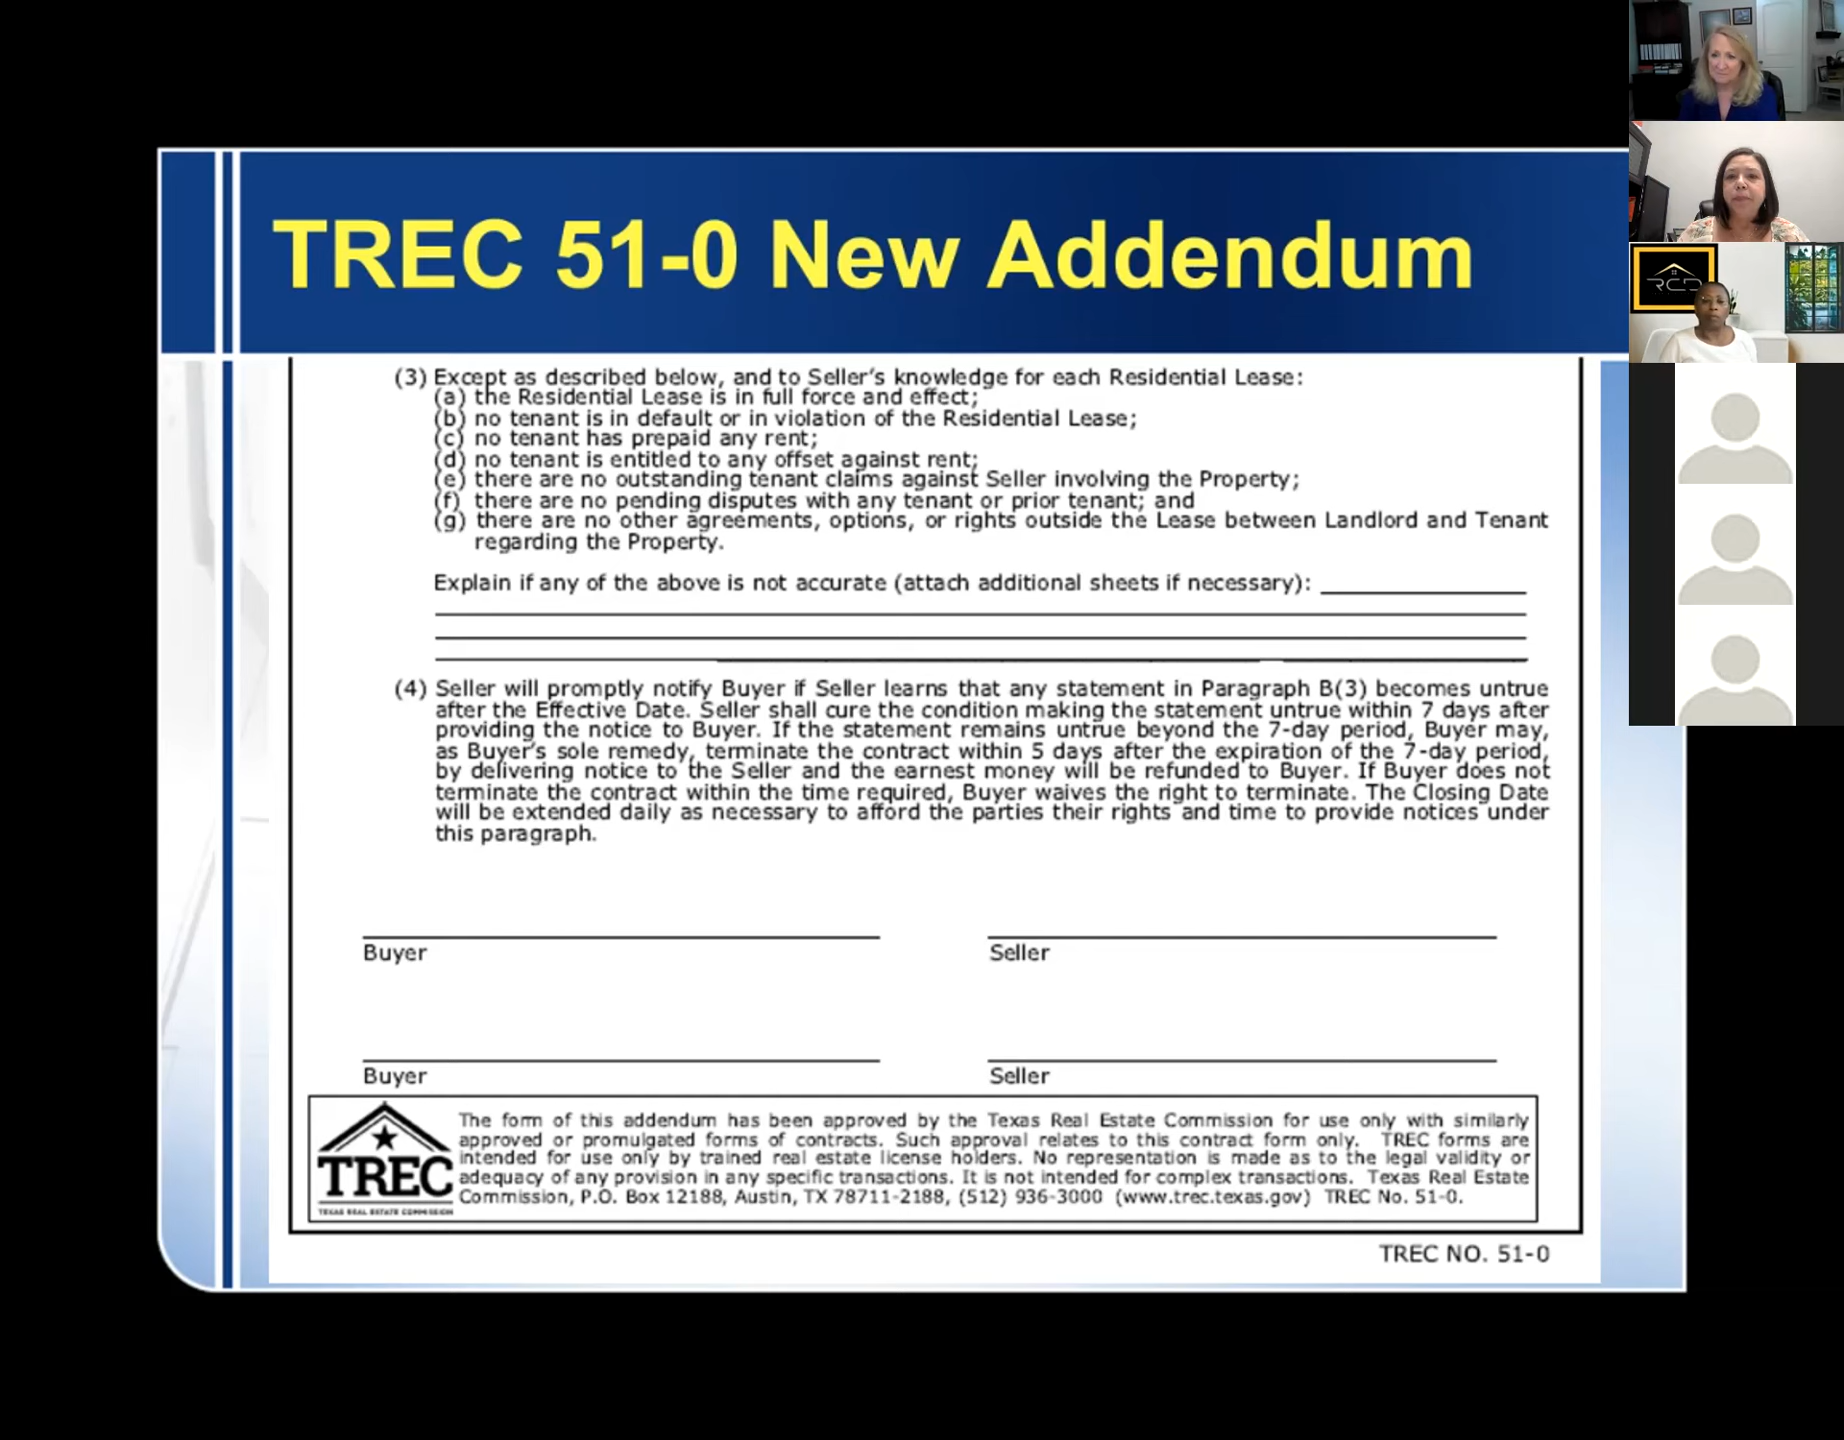 TREC 51-0 New Addendum
(3) Except as described below, and to Seller's knowledge for each Residential Lease:
(a) the Residential Lease is in full force and effect;
(b) no tenant is in default or in violation of the Residential Lease;
(c) no tenant has prepaid any rent;
(d) no tenant is entitled to any offset against rent;
(e) there are no outstanding tenant claims against Seller involving the Property;
(f) there are no pending disputes with any tenant or prior tenant; and
(g) there are no other agreements, options, or rights outside the Lease between Landlord and Tenant
regarding the Property.
Explain if any of the above is not accurate (attach additional sheets if necessary):
(4) Seller will promptly notify Buyer if Seller learns that any statement in Paragraph B(3) becomes untrue
after the Effective Date. Seller shall cure the condition making the statement untrue within 7 days after
providing the notice to Buyer. If the statement remains untrue beyond the 7-day period, Buyer may,
as Buyer's sole remedy, terminate the contract within 5 days after the expiration of the 7-day period,
by delivering notice to the Seller and the earnest money will be refunded to Buyer. If Buyer does not
terminate the contract within the time required, Buyer waives the right to terminate. The Closing Date
will be extended daily as necessary to afford the parties their rights and time to provide notices under
this paragraph.
Buyer
Seller
Buyer
Seller
TREC
TEXAS REAL ESTATE COMMISSION
The form of this addendum has been approved by the Texas Real Estate Commission for use only with similarly
approved or promulgated forms of contracts. Such approval relates to this contract form only. TREC forms are
intended for use only by trained real estate license holders. No representation is made as to the legal validity or
adequacy of any provision in any specific transactions. It is not intended for complex transactions. Texas Real Estate
Commission, P.O. Box 12188, Austin, TX 78711-2188, (512) 936-3000 (www.trec.texas.gov) TREC No. 51-0.
TREC NO. 51-0
RCD